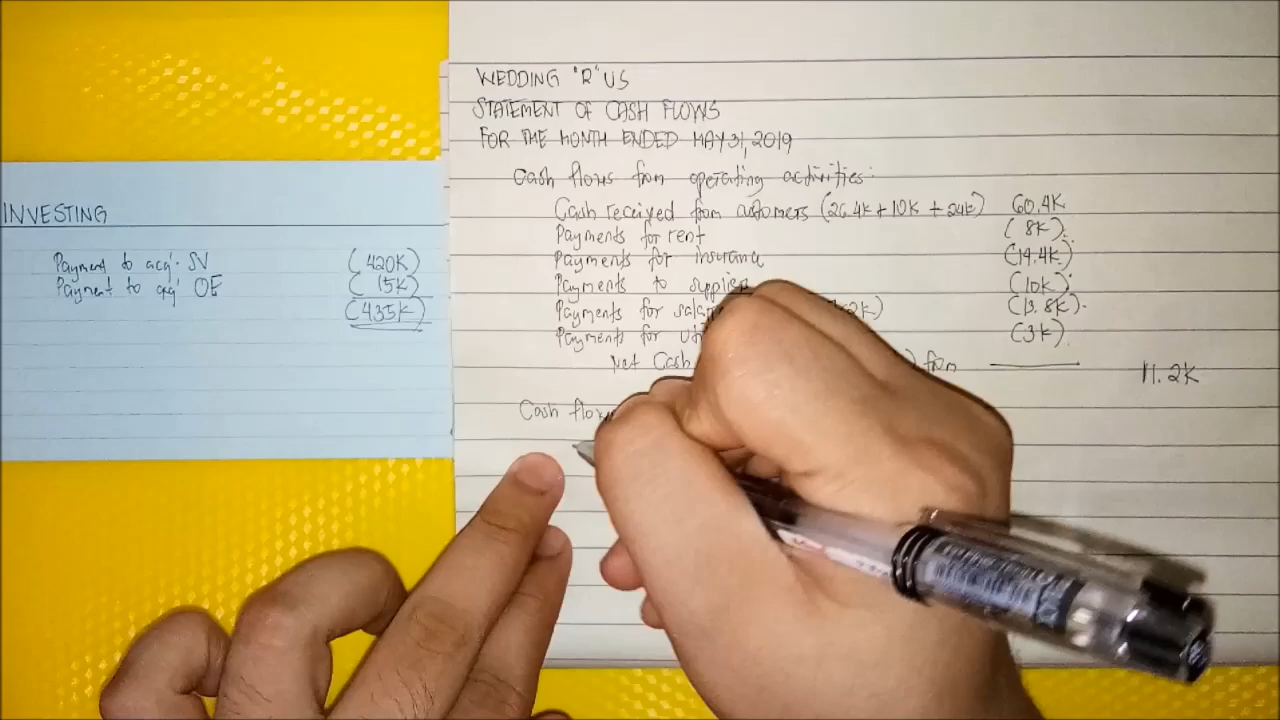 INVESTING
Payment to acq. SV (420K)
Payment to acq. OE (15K)
(435K)
WEDDING "R" US
STATEMENT OF CASH FLOWS
FOR THE MONTH ENDED MAY 31, 2019
Cash flows from operating activities:
Cash received from customers (26.4K + 10K + 24K) 60.4K
Payments for rent (8K)
Payments for insurance (14.4K)
Payments to supplier (10K)
Payments for (13.8K)
Payments for (3K)
Net Cash from 11.2K
Cash